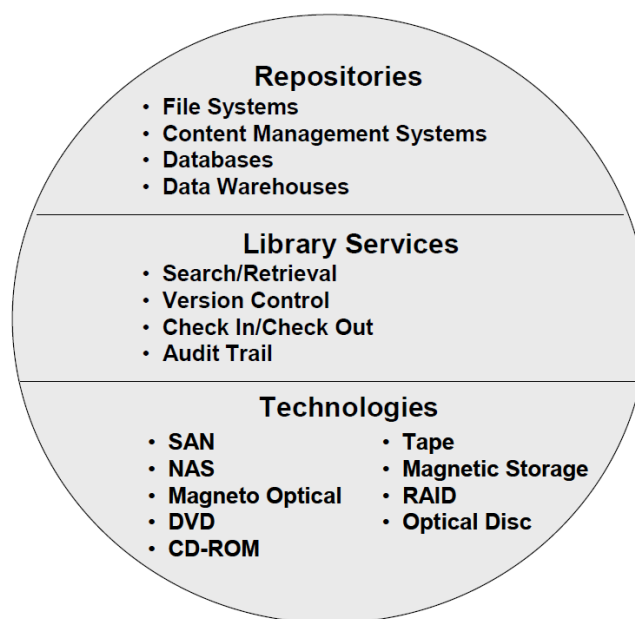 Repositories
• File Systems
• Content Management Systems
• Databases
• Data Warehouses
Library Services
• Search/Retrieval
• Version Control
• Check In/Check Out
• Audit Trail
Technologies
• SAN
• NAS
• Magneto Optical
• DVD
• CD-ROM
• Tape
• Magnetic Storage
• RAID
• Optical Disc